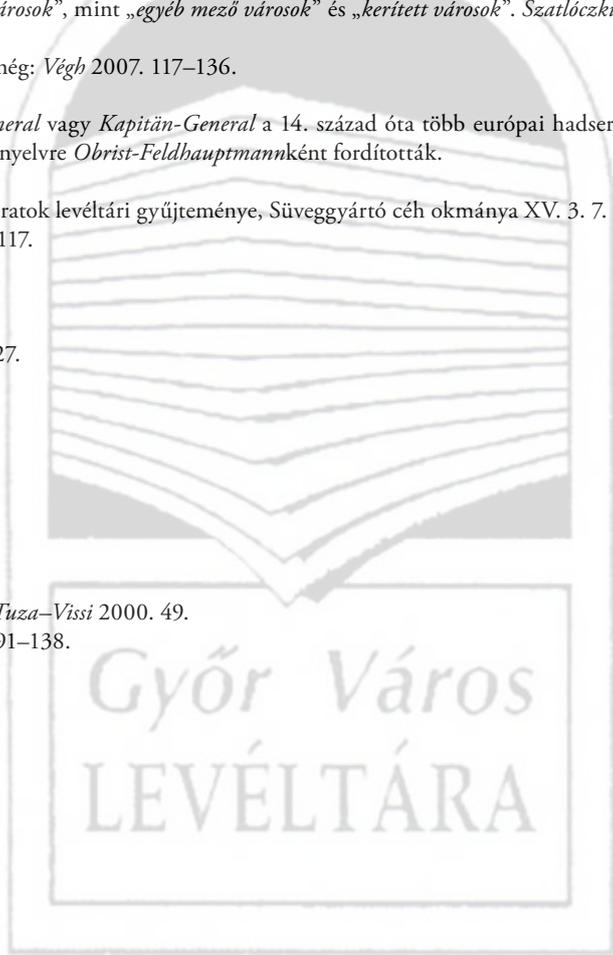 árosok”, mint „egyéb mező városok” és „kerített városok”. Szatlóczki
még: Végh 2007. 117–136.
neral vagy Kapitän-General a 14. század óta több európai hadser
nyelvre Obrist-Feldhauptmannként fordították.
ratok levéltári gyűjteménye, Süveggyártó céh okmánya XV. 3. 7.
117.
27.
Tuza–Vissi 2000. 49.
91–138.
Győr Város
LEVÉLTÁRA